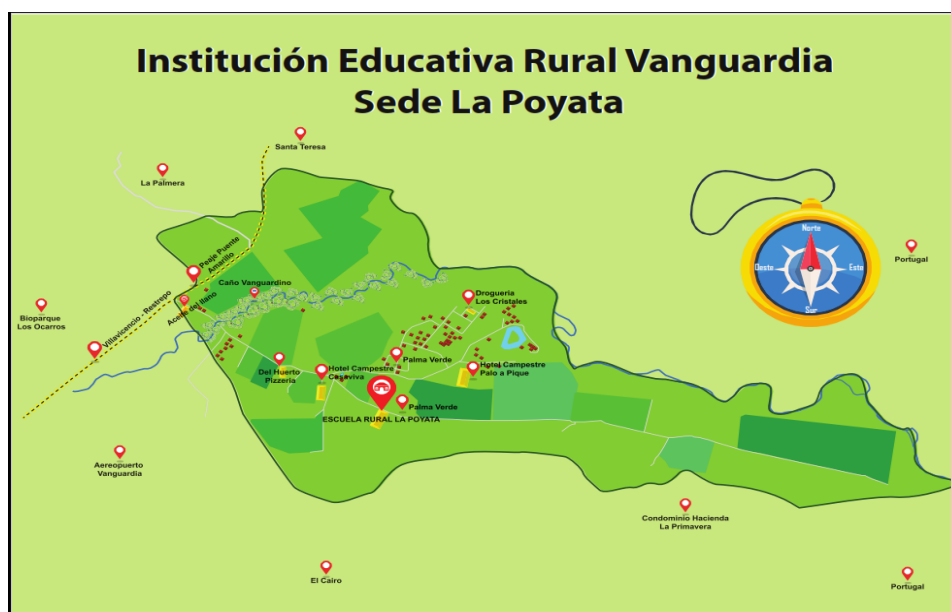 Institución Educativa Rural Vanguardia
Sede La Poyata
Santa Teresa
La Palmera
Norte
Oeste
Este
Sur
Portugal
Peaje Puente
Amarillo
Caño Vanguardino
Aceite del llano
Villavicancio - Restrepo
Bioparque
Los Ocarros
Drogueria
Los Cristales
Palma Verde
Del Huerto
Pizzeria
Hotel Campestre
Casaviva
Hotel Campestre
Palo a Pique
Palma Verde
ESCUELA RURAL LA POYATA
Aereopuerto
Vanguardia
Condominio Hacienda
La Primavera
El Cairo
Portugal